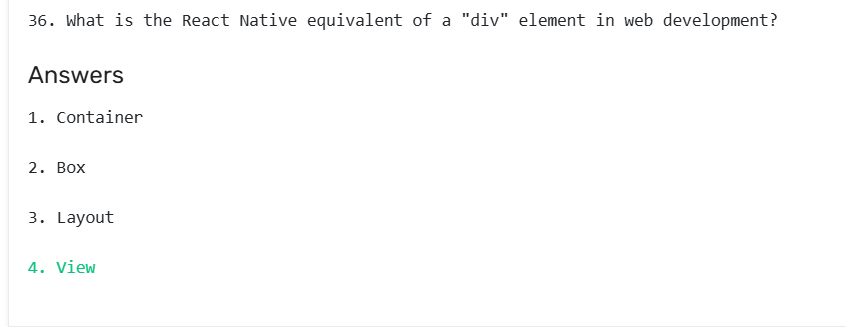 36. What is the React Native equivalent of a "div" element in web development?
Answers
1. Container
2. Box
3. Layout
4. View